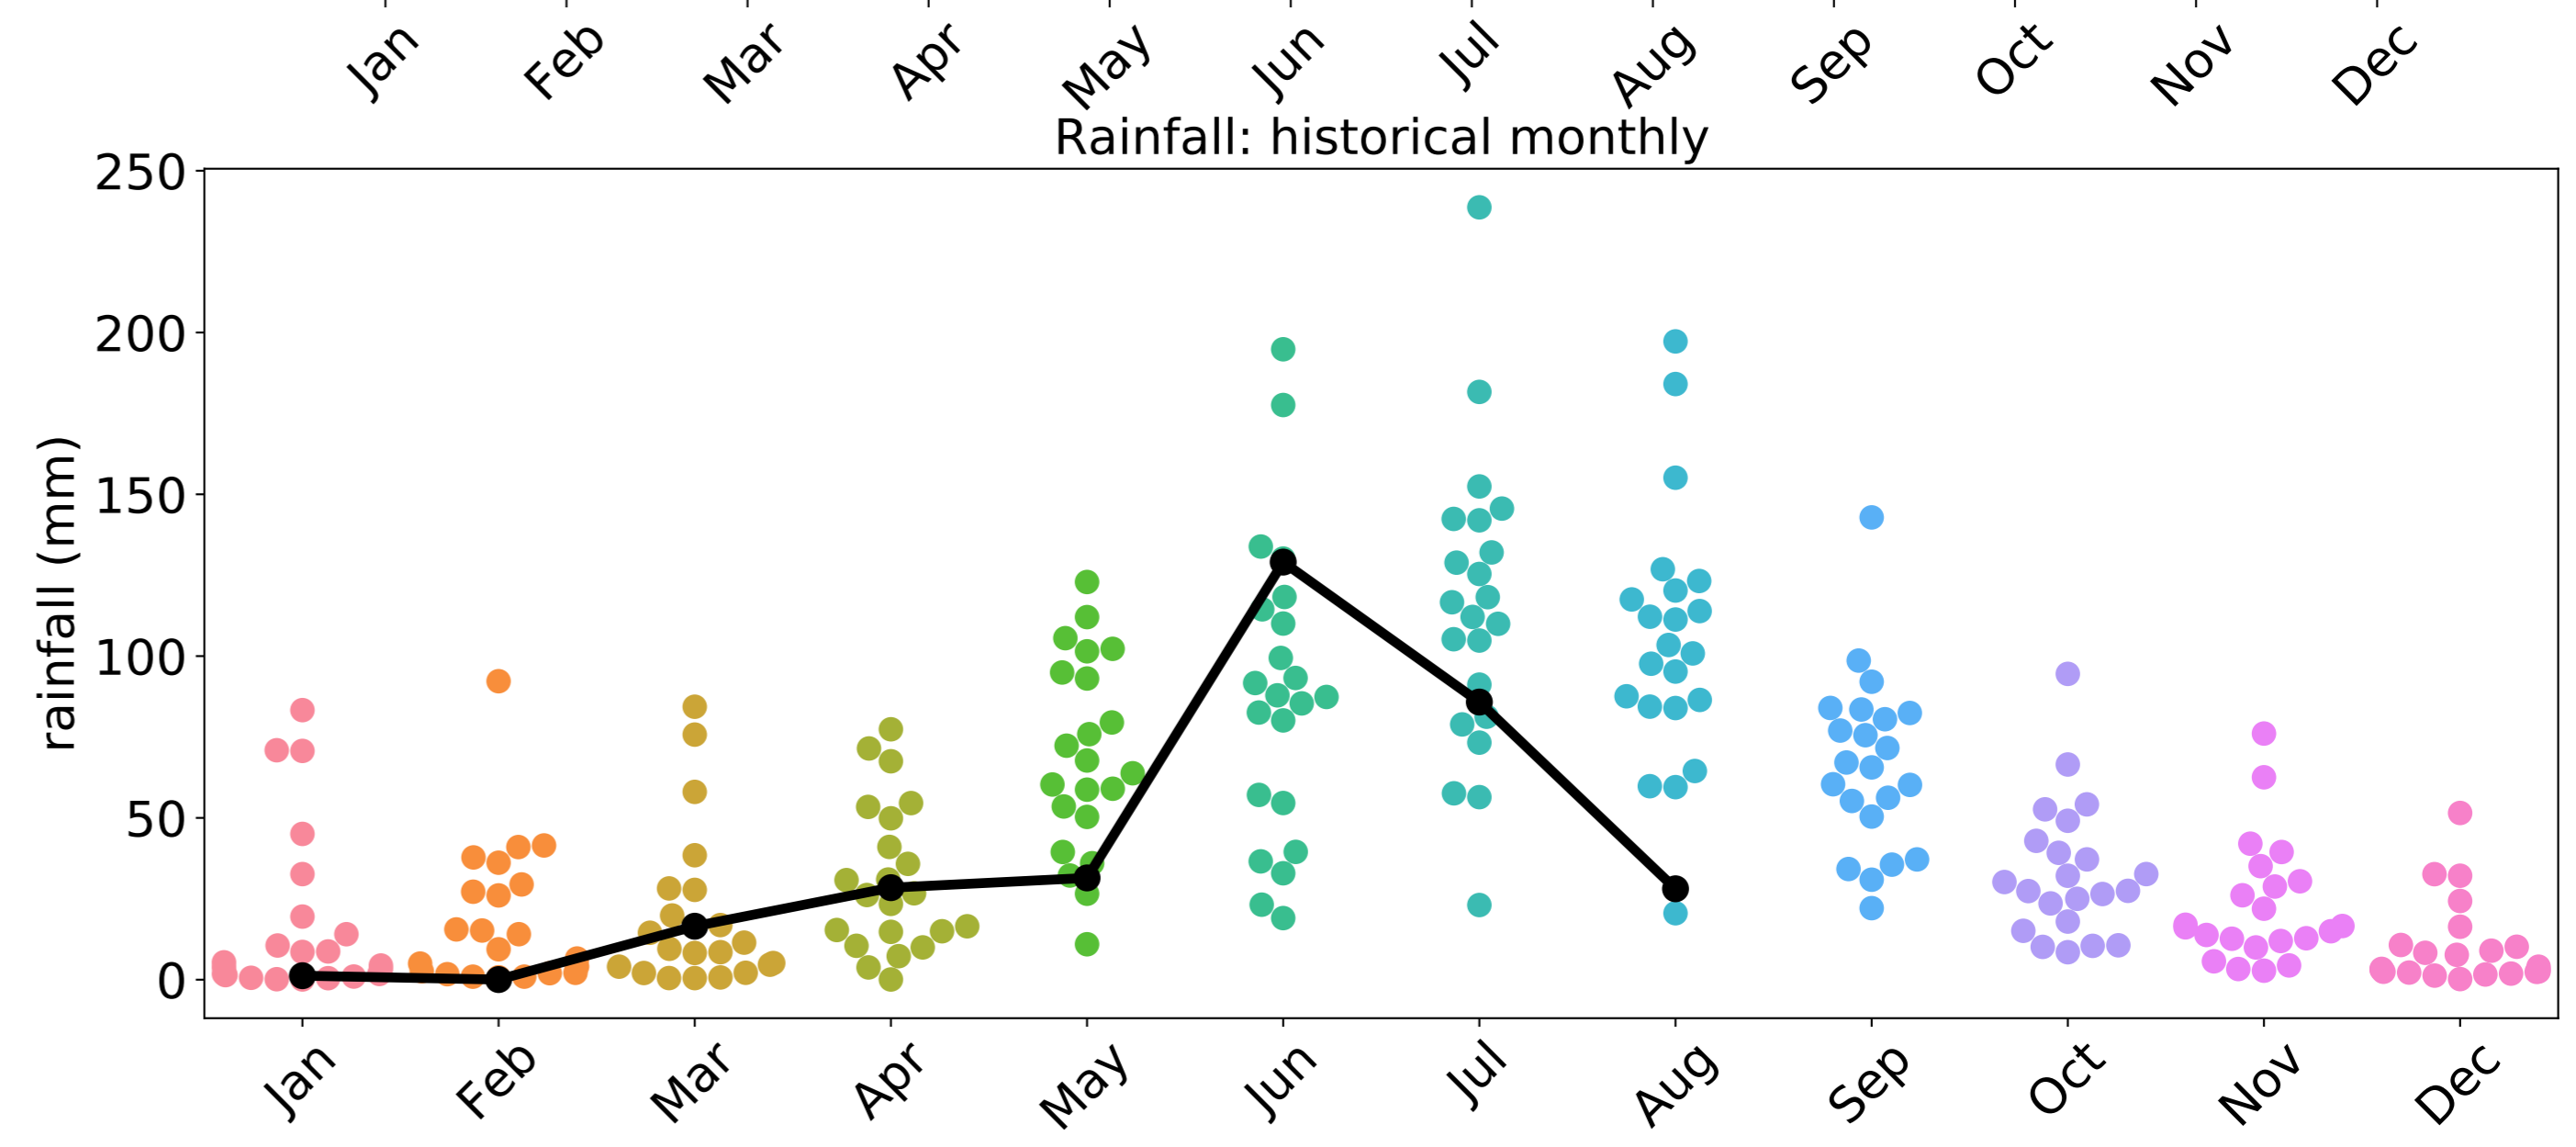 Jan Feb Mar Apr May Jun Jul Aug Sep Oct Nov Dec
Rainfall: historical monthly
rainfall (mm)
250
200
150
100
50
0
Jan Feb Mar Apr May Jun Jul Aug Sep Oct Nov Dec